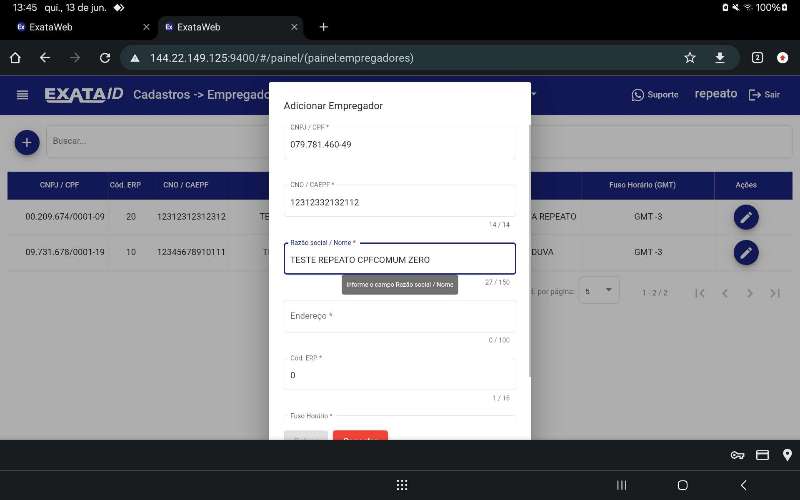 13:45 qui., 13 de jun.
100%
Ex ExataWeb
Ex ExataWeb
144.22.149.125:9400/#/painel/(painel:empregadores)
2
EXATAID Cadastros -> Empregado
Suporte
repeato
Sair
Adicionar Empregador
Buscar...
CNPJ / CPF *
079.781.460-49
CNPJ / CPF Cód. ERP CNO / CAEPF Fuso Horário (GMT) Ações
CNO / CAEPF *
12312332132112
14 / 14
00.209.674/0001-09 20 12312312312312 TE A REPEATO GMT -3
09.731.678/0001-19 10 12345678910111 T DUVA GMT -3
Razão social / Nome *
TESTE REPEATO CPFCOMUM ZERO
27 / 150
Informe o campo Razão social / Nome
. por página: 5 1 - 2 / 2
Endereço *
0 / 100
Cód. ERP *
0
1 / 16
Fuso Horário *